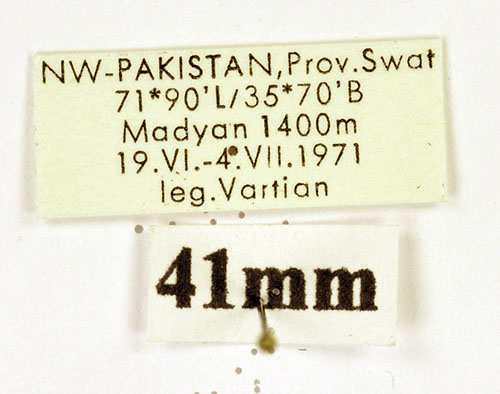 NW-PAKISTAN,Prov.Swat
71*90'L/35*70'B
Madyan 1400m
19.VI.-4.VII.1971
leg.Vartian
41mm